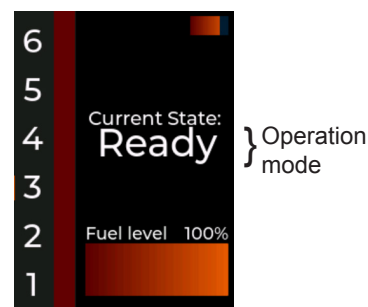 6
5
4
3
2
1
Current State:
Ready
Fuel level 100%
} Operation
mode